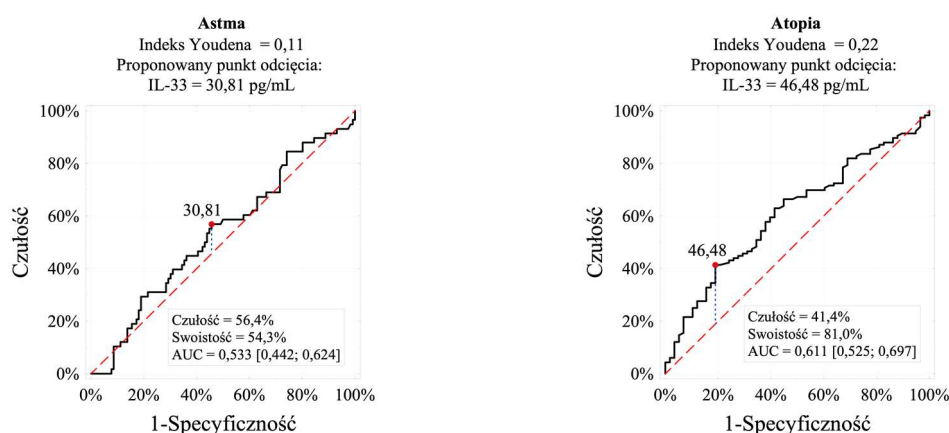 Astma
Indeks Youdena = 0,11
Proponowany punkt odcięcia:
IL-33 = 30,81 pg/mL
Czułość
100%
80%
60%
40%
20%
0%
30,81
Czułość = 56,4%
Swoistość = 54,3%
AUC = 0,533 [0,442; 0,624]
0%
20%
40%
60%
80%
100%
1-Specyficzność
Atopia
Indeks Youdena = 0,22
Proponowany punkt odcięcia:
IL-33 = 46,48 pg/mL
Czułość
100%
80%
60%
40%
20%
0%
46,48
Czułość = 41,4%
Swoistość = 81,0%
AUC = 0,611 [0,525; 0,697]
0%
20%
40%
60%
80%
100%
1-Specyficzność